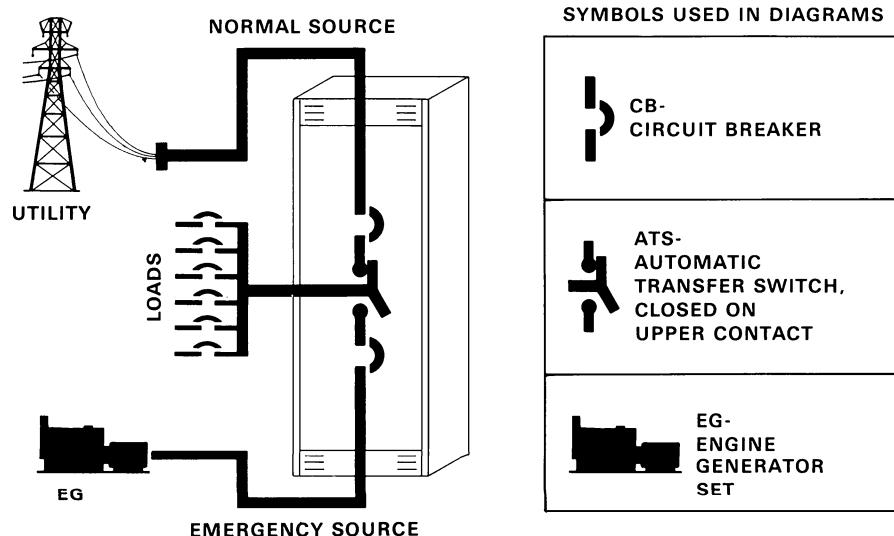 NORMAL SOURCE
UTILITY
LOADS
EG
EMERGENCY SOURCE
SYMBOLS USED IN DIAGRAMS
CB-
CIRCUIT BREAKER
ATS-
AUTOMATIC
TRANSFER SWITCH,
CLOSED ON
UPPER CONTACT
EG-
ENGINE
GENERATOR
SET